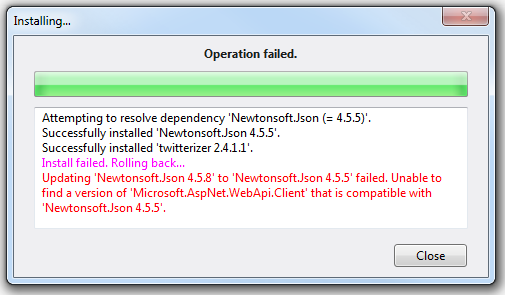 Installing...
Operation failed.
Attempting to resolve dependency 'Newtonsoft.Json (= 4.5.5)'.
Successfully installed 'Newtonsoft.Json 4.5.5'.
Successfully installed 'twitterizer 2.4.1.1'.
Install failed. Rolling back...
Updating 'Newtonsoft.Json 4.5.8' to 'Newtonsoft.Json 4.5.5' failed. Unable to
find a version of 'Microsoft.AspNet.WebApi.Client' that is compatible with
'Newtonsoft.Json 4.5.5'.
Close